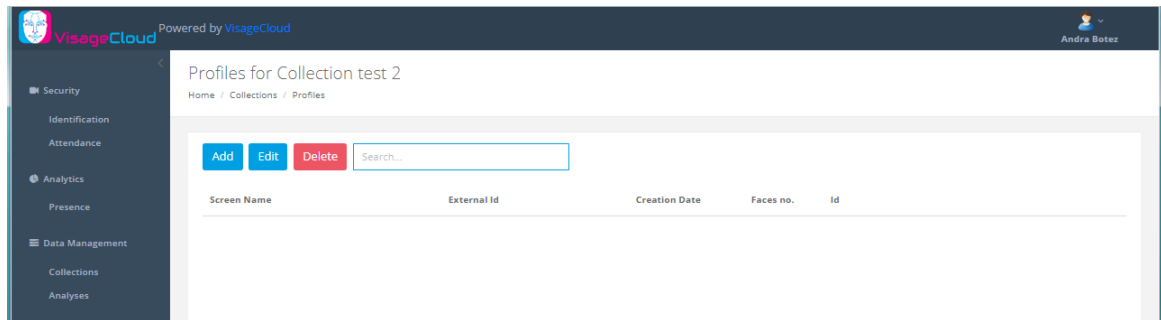 VisageCloud Powered by VisageCloud
Andra Botez
Profiles for Collection test 2
Home / Collections / Profiles
Security
Identification
Attendance
Analytics
Presence
Data Management
Collections
Analyses
Add Edit Delete Search...
Screen Name External Id Creation Date Faces no. Id